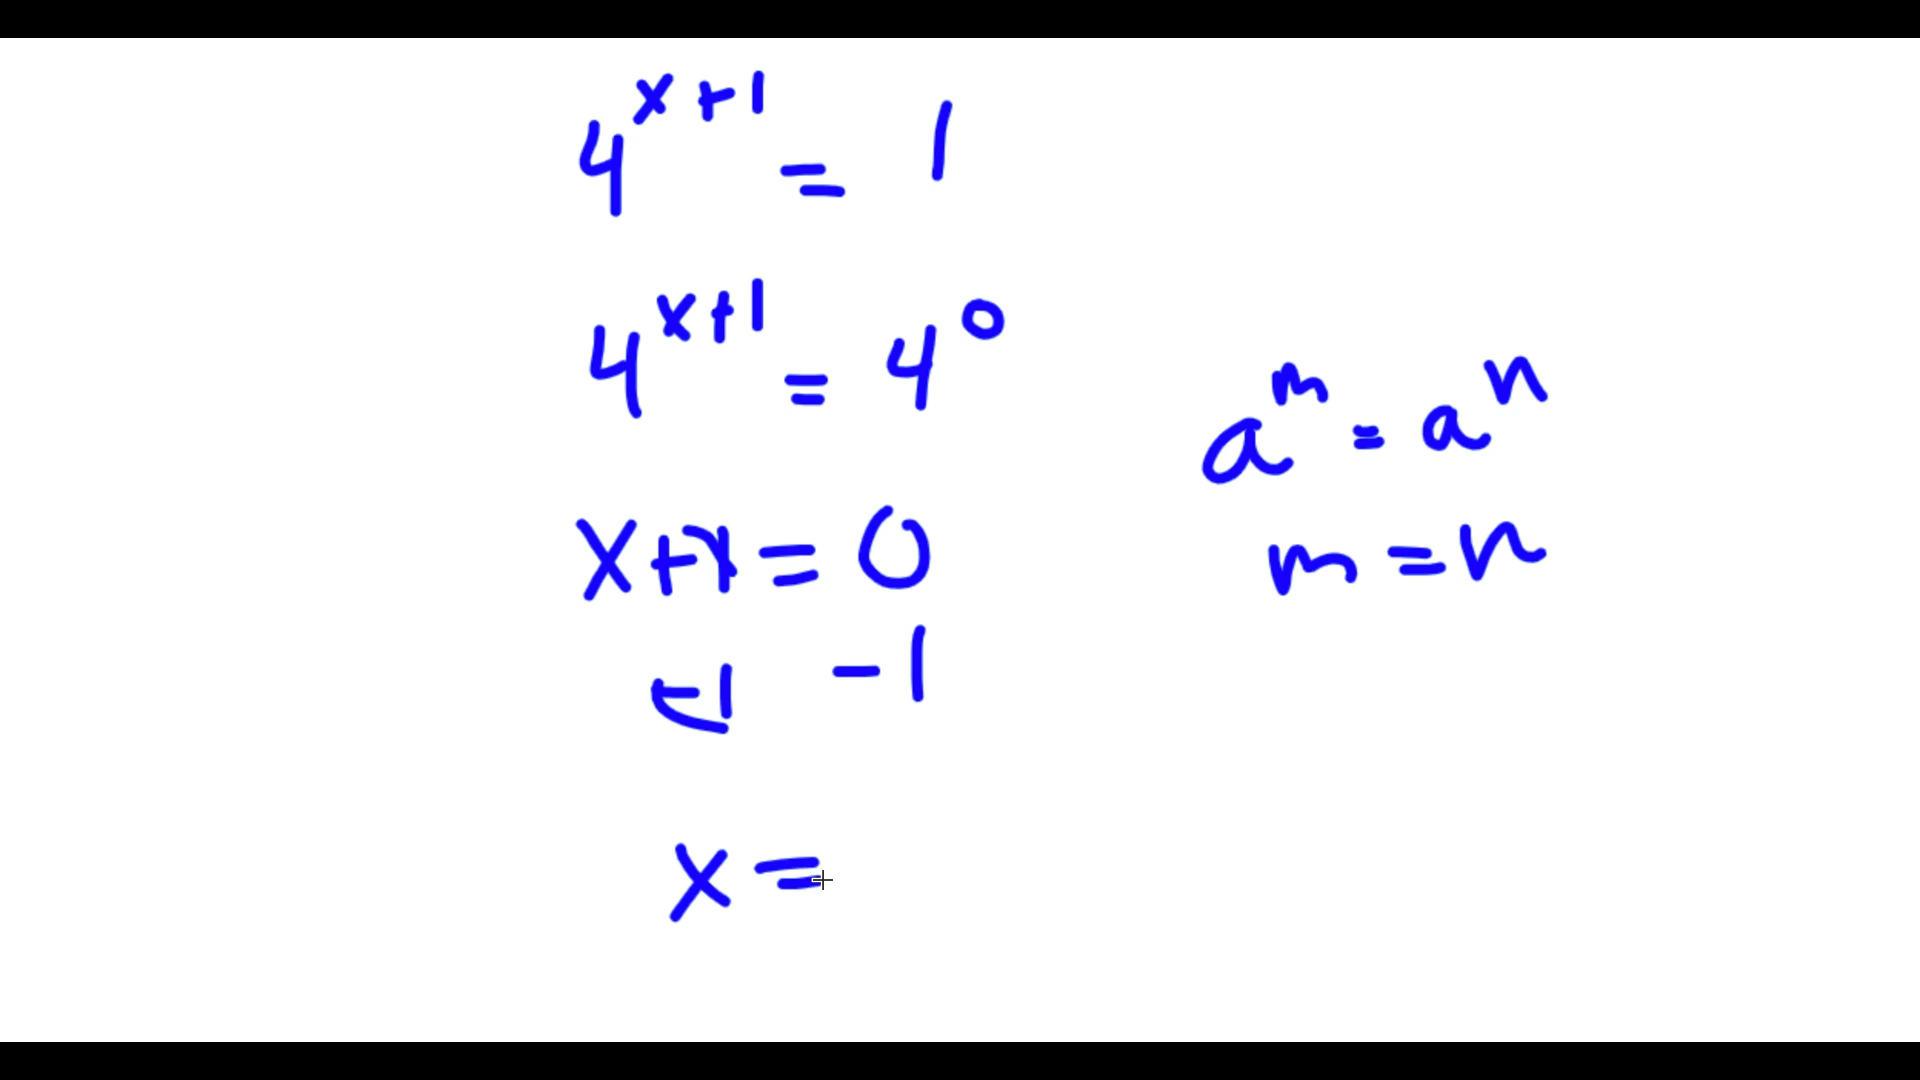 4^{x+1} = 1
4^{x+1} = 4^0
x+1 = 0
-1 -1
x =
a^m = a^n
m = n